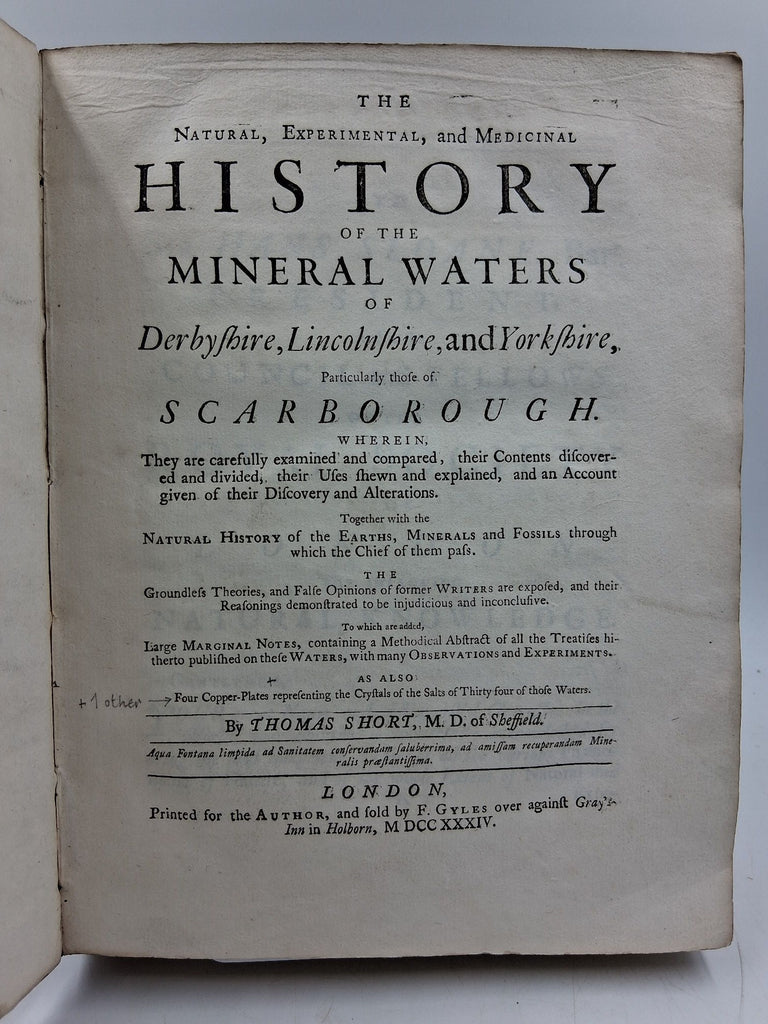 THE
NATURAL, EXPERIMENTAL, and MEDICINAL
HISTORY
OF THE
MINERAL WATERS
OF
Derbyſhire, Lincolnſhire, and Yorkſhire,
Particularly thoſe of
SCARBOROUGH.
WHEREIN,
They are carefully examined and compared, their Contents diſcover-
ed and divided; their Uſes ſhewn and explained, and an Account
given of their Diſcovery and Alterations.
Together with the
NATURAL HISTORY of the EARTHS, MINERALS and FOSSILS through
which the Chief of them paſs.
THE
Groundleſs Theories, and Falſe Opinions of former WRITERS are expoſed, and their
Reaſonings demonſtrated to be injudicious and inconcluſive.
To which are added,
Large MARGINAL NOTES, containing a Methodical Abſtract of all the Treatiſes hi-
therto publiſhed on theſe WATERS, with many OBSERVATIONS and EXPERIMENTS.
AS ALSO
+ 1 other → Four Copper-Plates repreſenting the Cryſtals of the Salts of Thirty four of thoſe Waters.
By THOMAS SHORT, M. D. of Sheffield.
Aqua Fontana limpida ad Sanitatem conſervandam ſaluberrima, ad amiſſam recuperandam Mine-
ralis præſtantiſſima.
LONDON,
Printed for the AUTHOR, and ſold by F. GYLES over againſt Gray's-
Inn in Holborn, M DCC XXXIV.